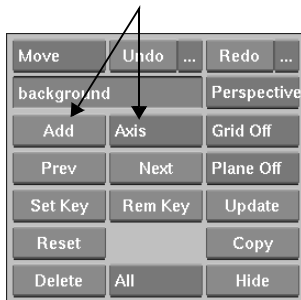 Move Undo ... Redo ...
background Perspective
Add Axis Grid Off
Prev Next Plane Off
Set Key Rem Key Update
Reset Copy
Delete All Hide